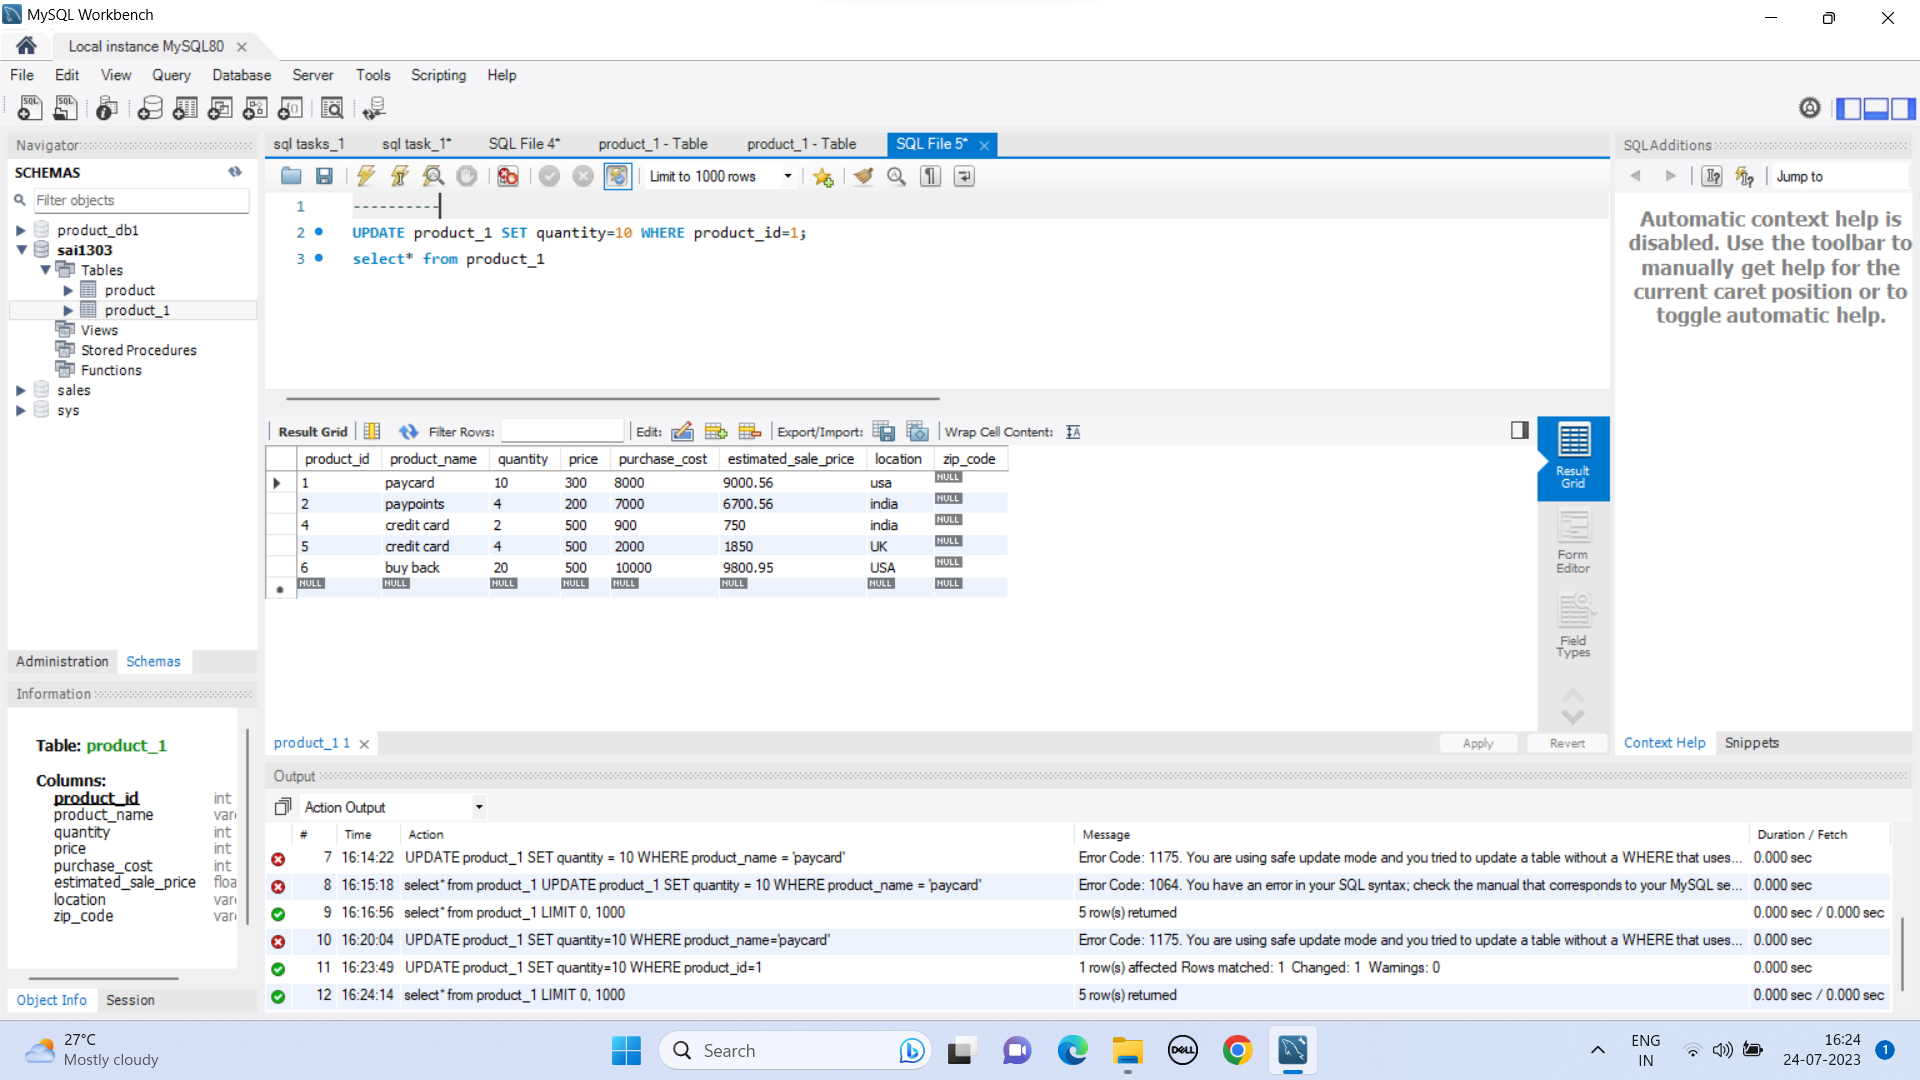 MySQL Workbench
Local instance MySQL80
File Edit View Query Database Server Tools Scripting Help
Navigator
SCHEMAS
Filter objects
product_db1
sai1303
Tables
product
product_1
Views
Stored Procedures
Functions
sales
sys
Administration Schemas
Information
Table: product_1
Columns:
product_id int
product_name varc
quantity int
price int
purchase_cost int
estimated_sale_price floa
location varc
zip_code varc
Object Info Session
sql tasks_1 sql task_1* SQL File 4* product_1 - Table product_1 - Table SQL File 5*
Limit to 1000 rows
1 ----------
2 UPDATE product_1 SET quantity=10 WHERE product_id=1;
3 select* from product_1
Result Grid Filter Rows: Edit: Export/Import: Wrap Cell Content:
product_id product_name quantity price purchase_cost estimated_sale_price location zip_code
1 paycard 10 300 8000 9000.56 usa NULL
2 paypoints 4 200 7000 6700.56 india NULL
4 credit card 2 500 900 750 india NULL
5 credit card 4 500 2000 1850 UK NULL
6 buy back 20 500 10000 9800.95 USA NULL
NULL NULL NULL NULL NULL NULL NULL NULL
Result
Grid
Form
Editor
Field
Types
product_1 1
Apply Revert
SQLAdditions
Jump to
Automatic context help is
disabled. Use the toolbar to
manually get help for the
current caret position or to
toggle automatic help.
Context Help Snippets
Output
Action Output
# Time Action Message Duration / Fetch
7 16:14:22 UPDATE product_1 SET quantity = 10 WHERE product_name = 'paycard' Error Code: 1175. You are using safe update mode and you tried to update a table without a WHERE that uses... 0.000 sec
8 16:15:18 select* from product_1 UPDATE product_1 SET quantity = 10 WHERE product_name = 'paycard' Error Code: 1064. You have an error in your SQL syntax; check the manual that corresponds to your MySQL se... 0.000 sec
9 16:16:56 select* from product_1 LIMIT 0, 1000 5 row(s) returned 0.000 sec / 0.000 sec
10 16:20:04 UPDATE product_1 SET quantity=10 WHERE product_name='paycard' Error Code: 1175. You are using safe update mode and you tried to update a table without a WHERE that uses... 0.000 sec
11 16:23:49 UPDATE product_1 SET quantity=10 WHERE product_id=1 1 row(s) affected Rows matched: 1 Changed: 1 Warnings: 0 0.000 sec
12 16:24:14 select* from product_1 LIMIT 0, 1000 5 row(s) returned 0.000 sec / 0.000 sec
27°C
Mostly cloudy
Search
DELL
ENG
IN
16:24
24-07-2023
1